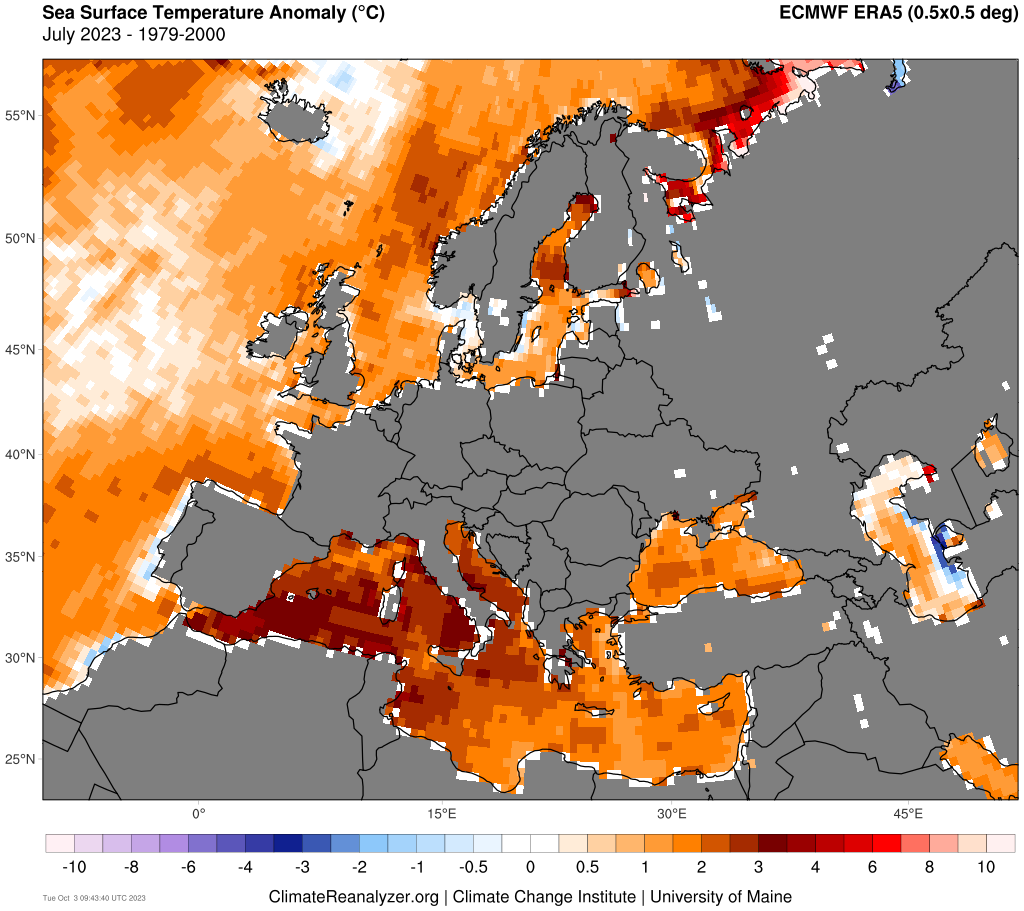 Sea Surface Temperature Anomaly (°C)
ECMWF ERA5 (0.5x0.5 deg)
July 2023 - 1979-2000
55°N
50°N
45°N
40°N
35°N
30°N
25°N
0°
15°E
30°E
45°E
-10
-8
-6
-4
-3
-2
-1
-0.5
0
0.5
1
2
3
4
6
8
10
Tue Oct 3 09:43:40 UTC 2023
ClimateReanalyzer.org | Climate Change Institute | University of Maine